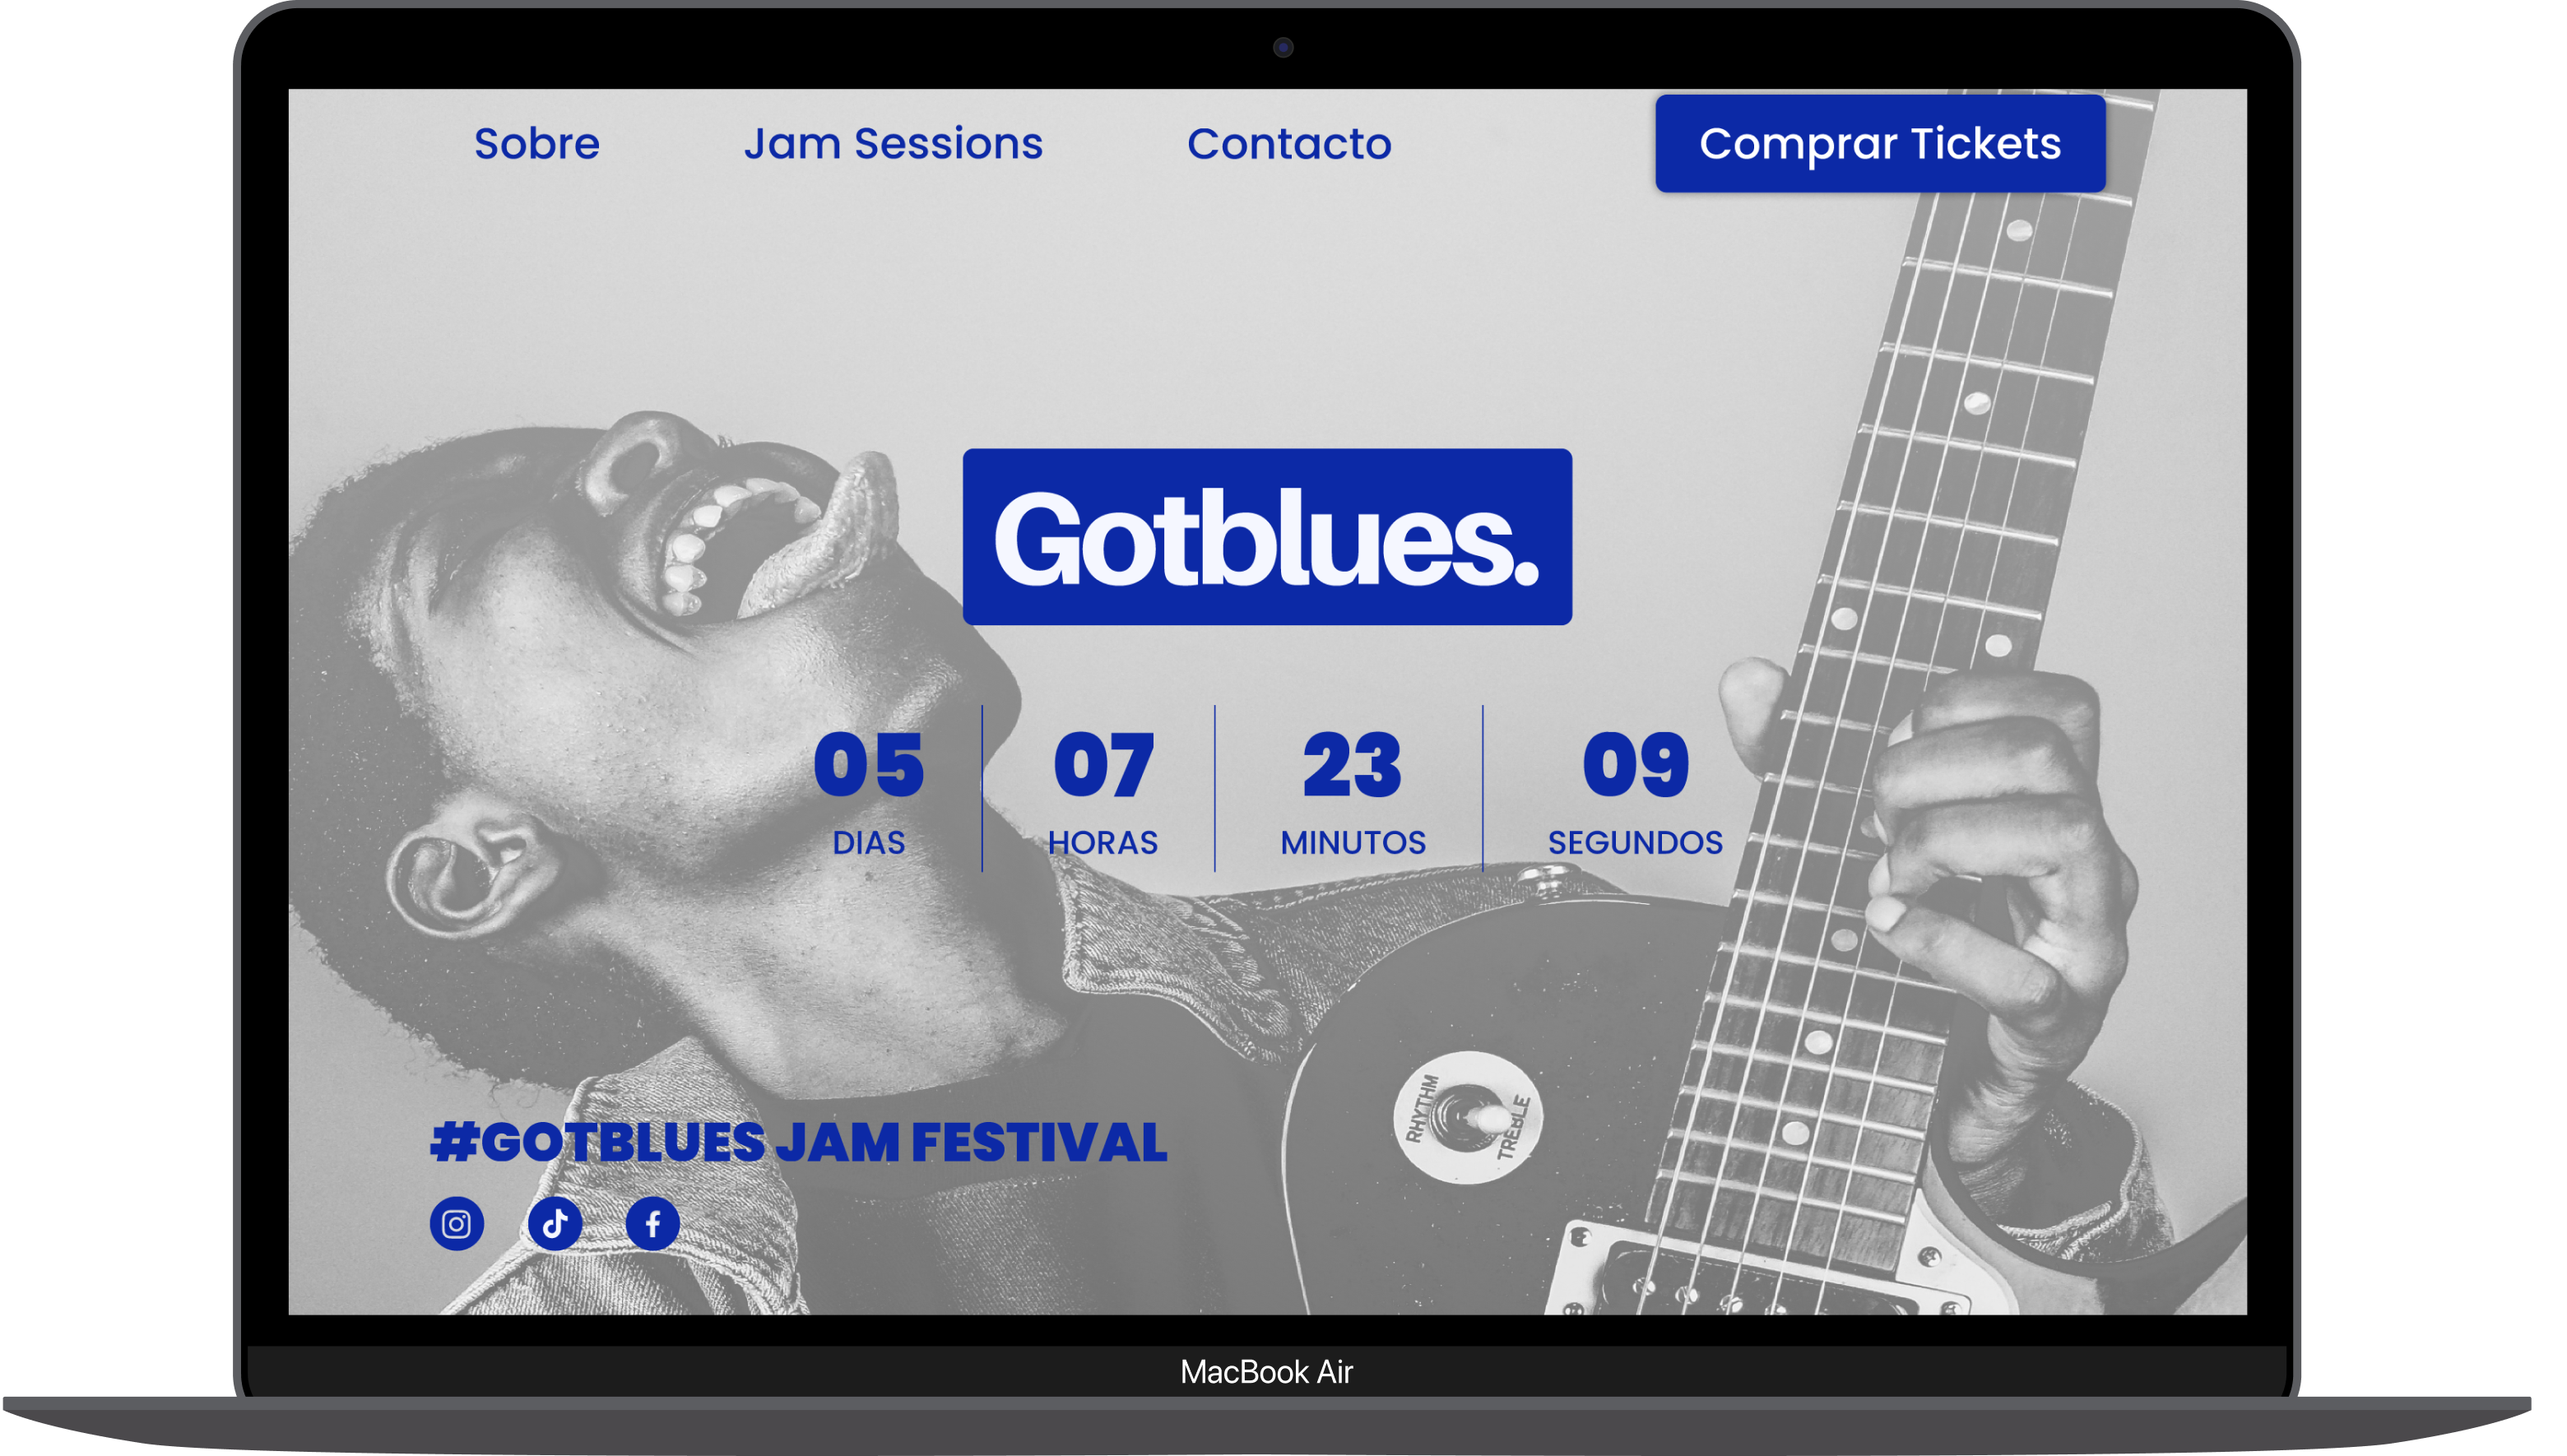 Sobre Jam Sessions Contacto Comprar Tickets
Gotblues.
05 07 23 09
DIAS HORAS MINUTOS SEGUNDOS
RHYTHM TREBLE
#GOTBLUES JAM FESTIVAL
MacBook Air